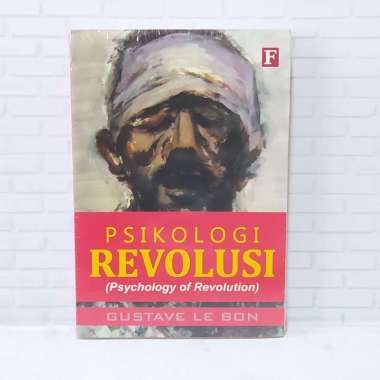 F
PSIKOLOGI
REVOLUSI
(Psychology of Revolution)
GUSTAVE LE BON